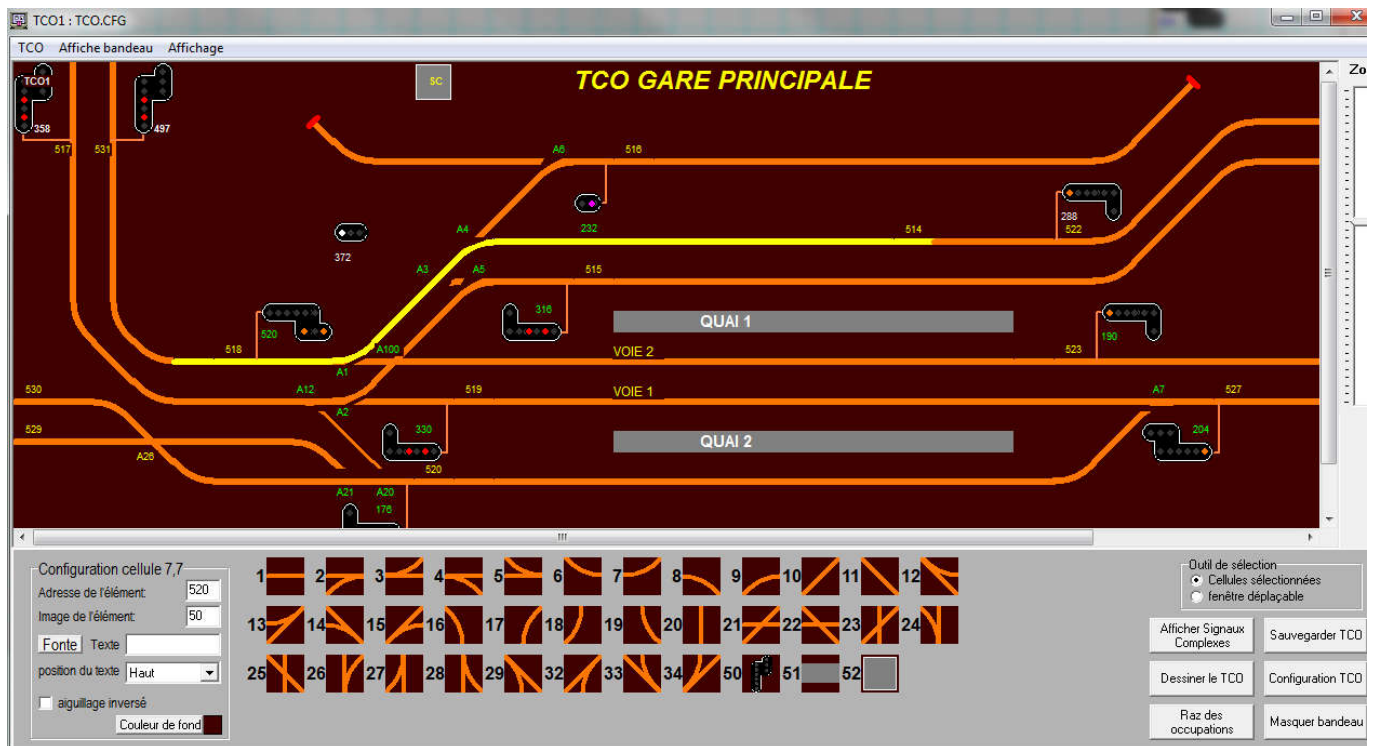 TCO1 : TCO.CFG
TCO Affiche bandeau Affichage
TCO1 SC TCO GARE PRINCIPALE Zo
358 497
517 531 A6 516
A4 232 288 514 522
372
A3 A5 515
520 316 QUAI 1 190
518 A100 VOIE 2 523
A1
530 A12 519 VOIE 1 A7 527
A2
529 330 QUAI 2 204
A26 520
A21 A20
176
Configuration cellule 7,7
Adresse de l'élément: 520
Image de l'élément: 50
Fonte Texte
position du texte Haut
aiguillage inversé
Couleur de fond
1 2 3 4 5 6 7 8 9 10 11 12
13 14 15 16 17 18 19 20 21 22 23 24
25 26 27 28 29 32 33 34 50 51 52
Outil de sélection
Cellules sélectionnées
fenêtre déplaçable
Afficher Signaux Complexes
Sauvegarder TCO
Dessiner le TCO
Configuration TCO
Raz des occupations
Masquer bandeau